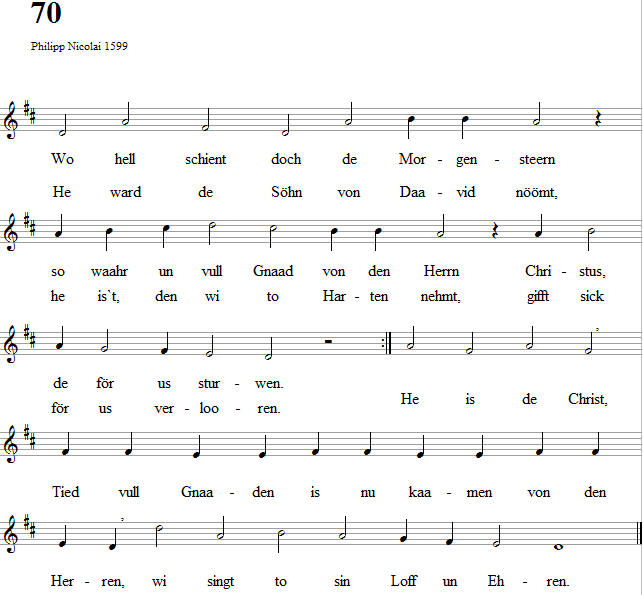 70
Philipp Nicolai 1599
Wo hell schient doch de Mor - gen - steern
He ward de Söhn von Daa - vid nöömt,
so waahr un vull Gnaad von den Herrn Chri - stus,
he is`t, den wi to Har - ten nehmt, gifft sick
de för us stur - wen.
för us ver - loo - ren.
He is de Christ,
Tied vull Gnaa - den is nu kaa - men von den
Her - ren, wi singt to sin Loff un Eh - ren.